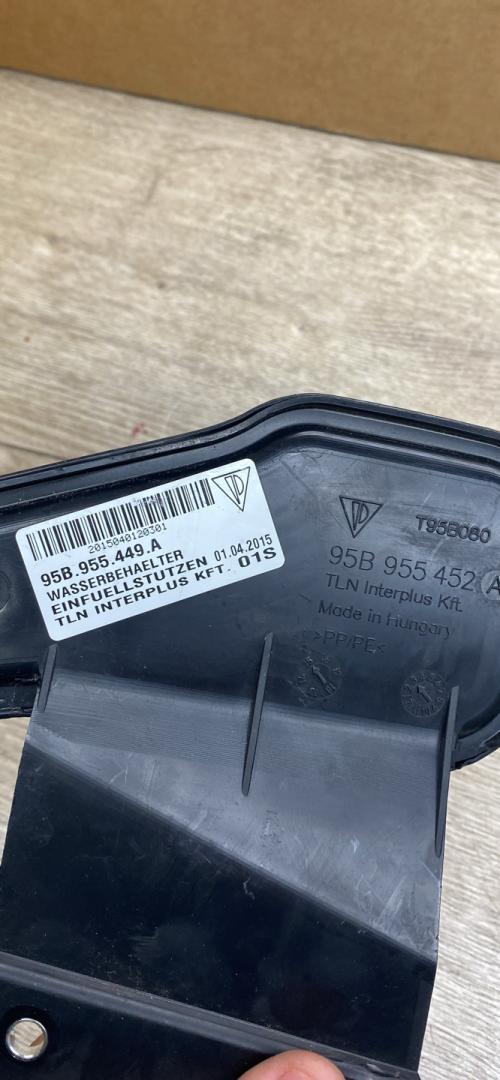 2015040120301
95B.955.449.A
WASSERBEHAELTER 01.04.2015
EINFUELLSTUTZEN 01S
TLN INTERPLUS KFT.
T95B060
95B 955 452 A
TLN Interplus Kft.
Made in Hungary
>PP/PE<